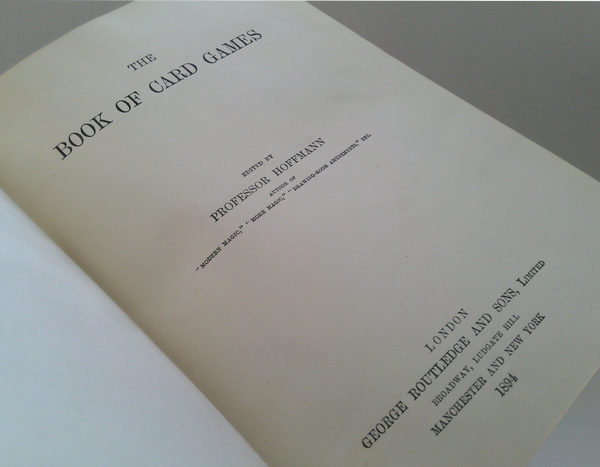 THE
BOOK OF CARD GAMES
EDITED BY
PROFESSOR HOFFMANN
AUTHOR OF
"MODERN MAGIC," "MORE MAGIC," "DRAWING-ROOM AMUSEMENTS," ETC.
LONDON
GEORGE ROUTLEDGE AND SONS, LIMITED
BROADWAY, LUDGATE HILL
MANCHESTER AND NEW YORK
1894